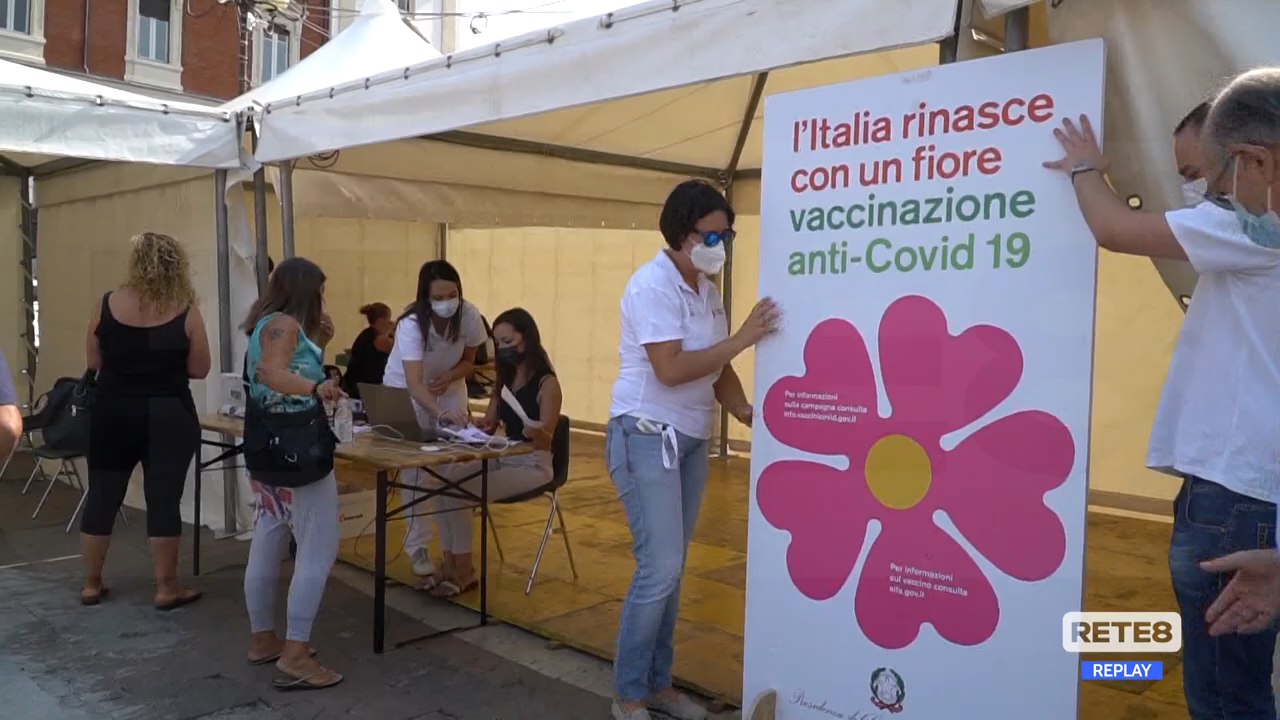 l'Italia rinasce
con un fiore
vaccinazione
anti-Covid 19
Per informazioni
sulla campagna consulta
info.vaccinicovid.gov.it
Per informazioni
sul vaccino consulta
aifa.gov.it
Presidenza
RETE8
REPLAY